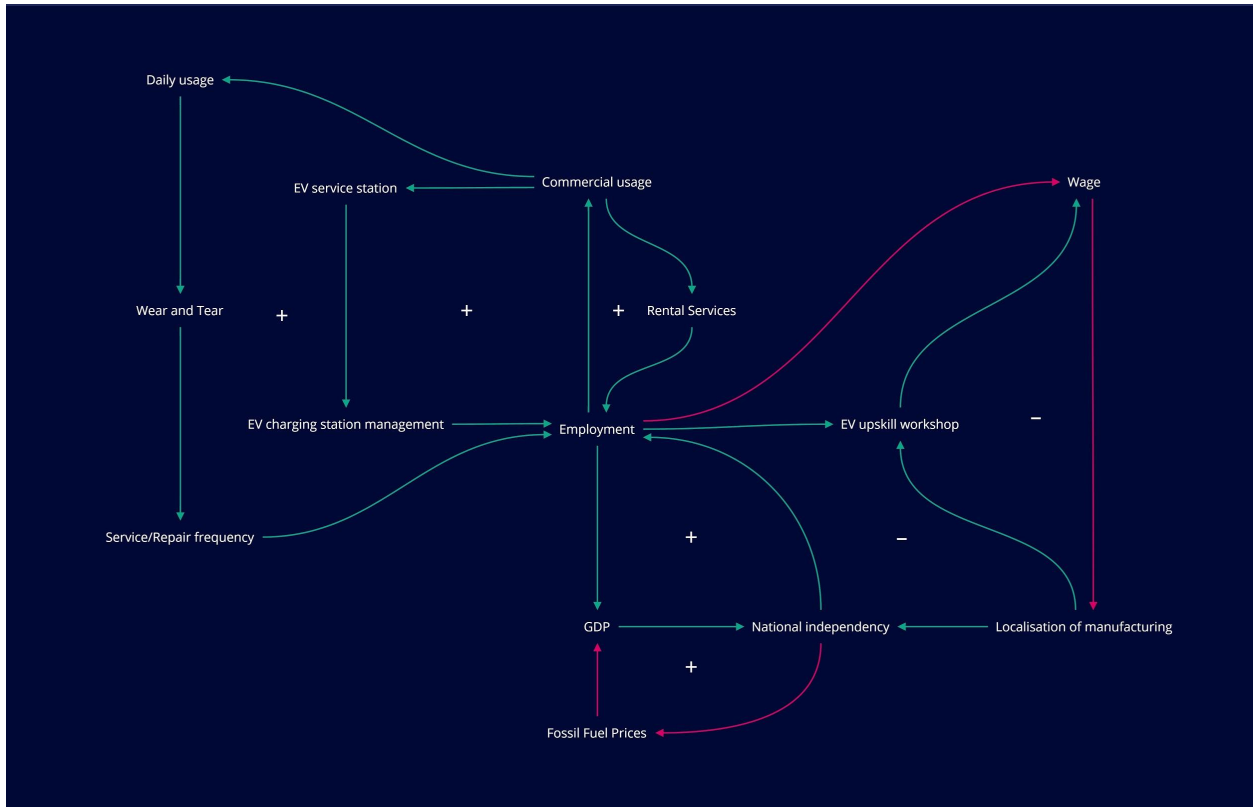 Daily usage
Commercial usage
Wage
EV service station
Wear and Tear
+
+
+
Rental Services
–
EV charging station management
Employment
EV upskill workshop
Service/Repair frequency
+
–
GDP
National independency
Localisation of manufacturing
+
Fossil Fuel Prices